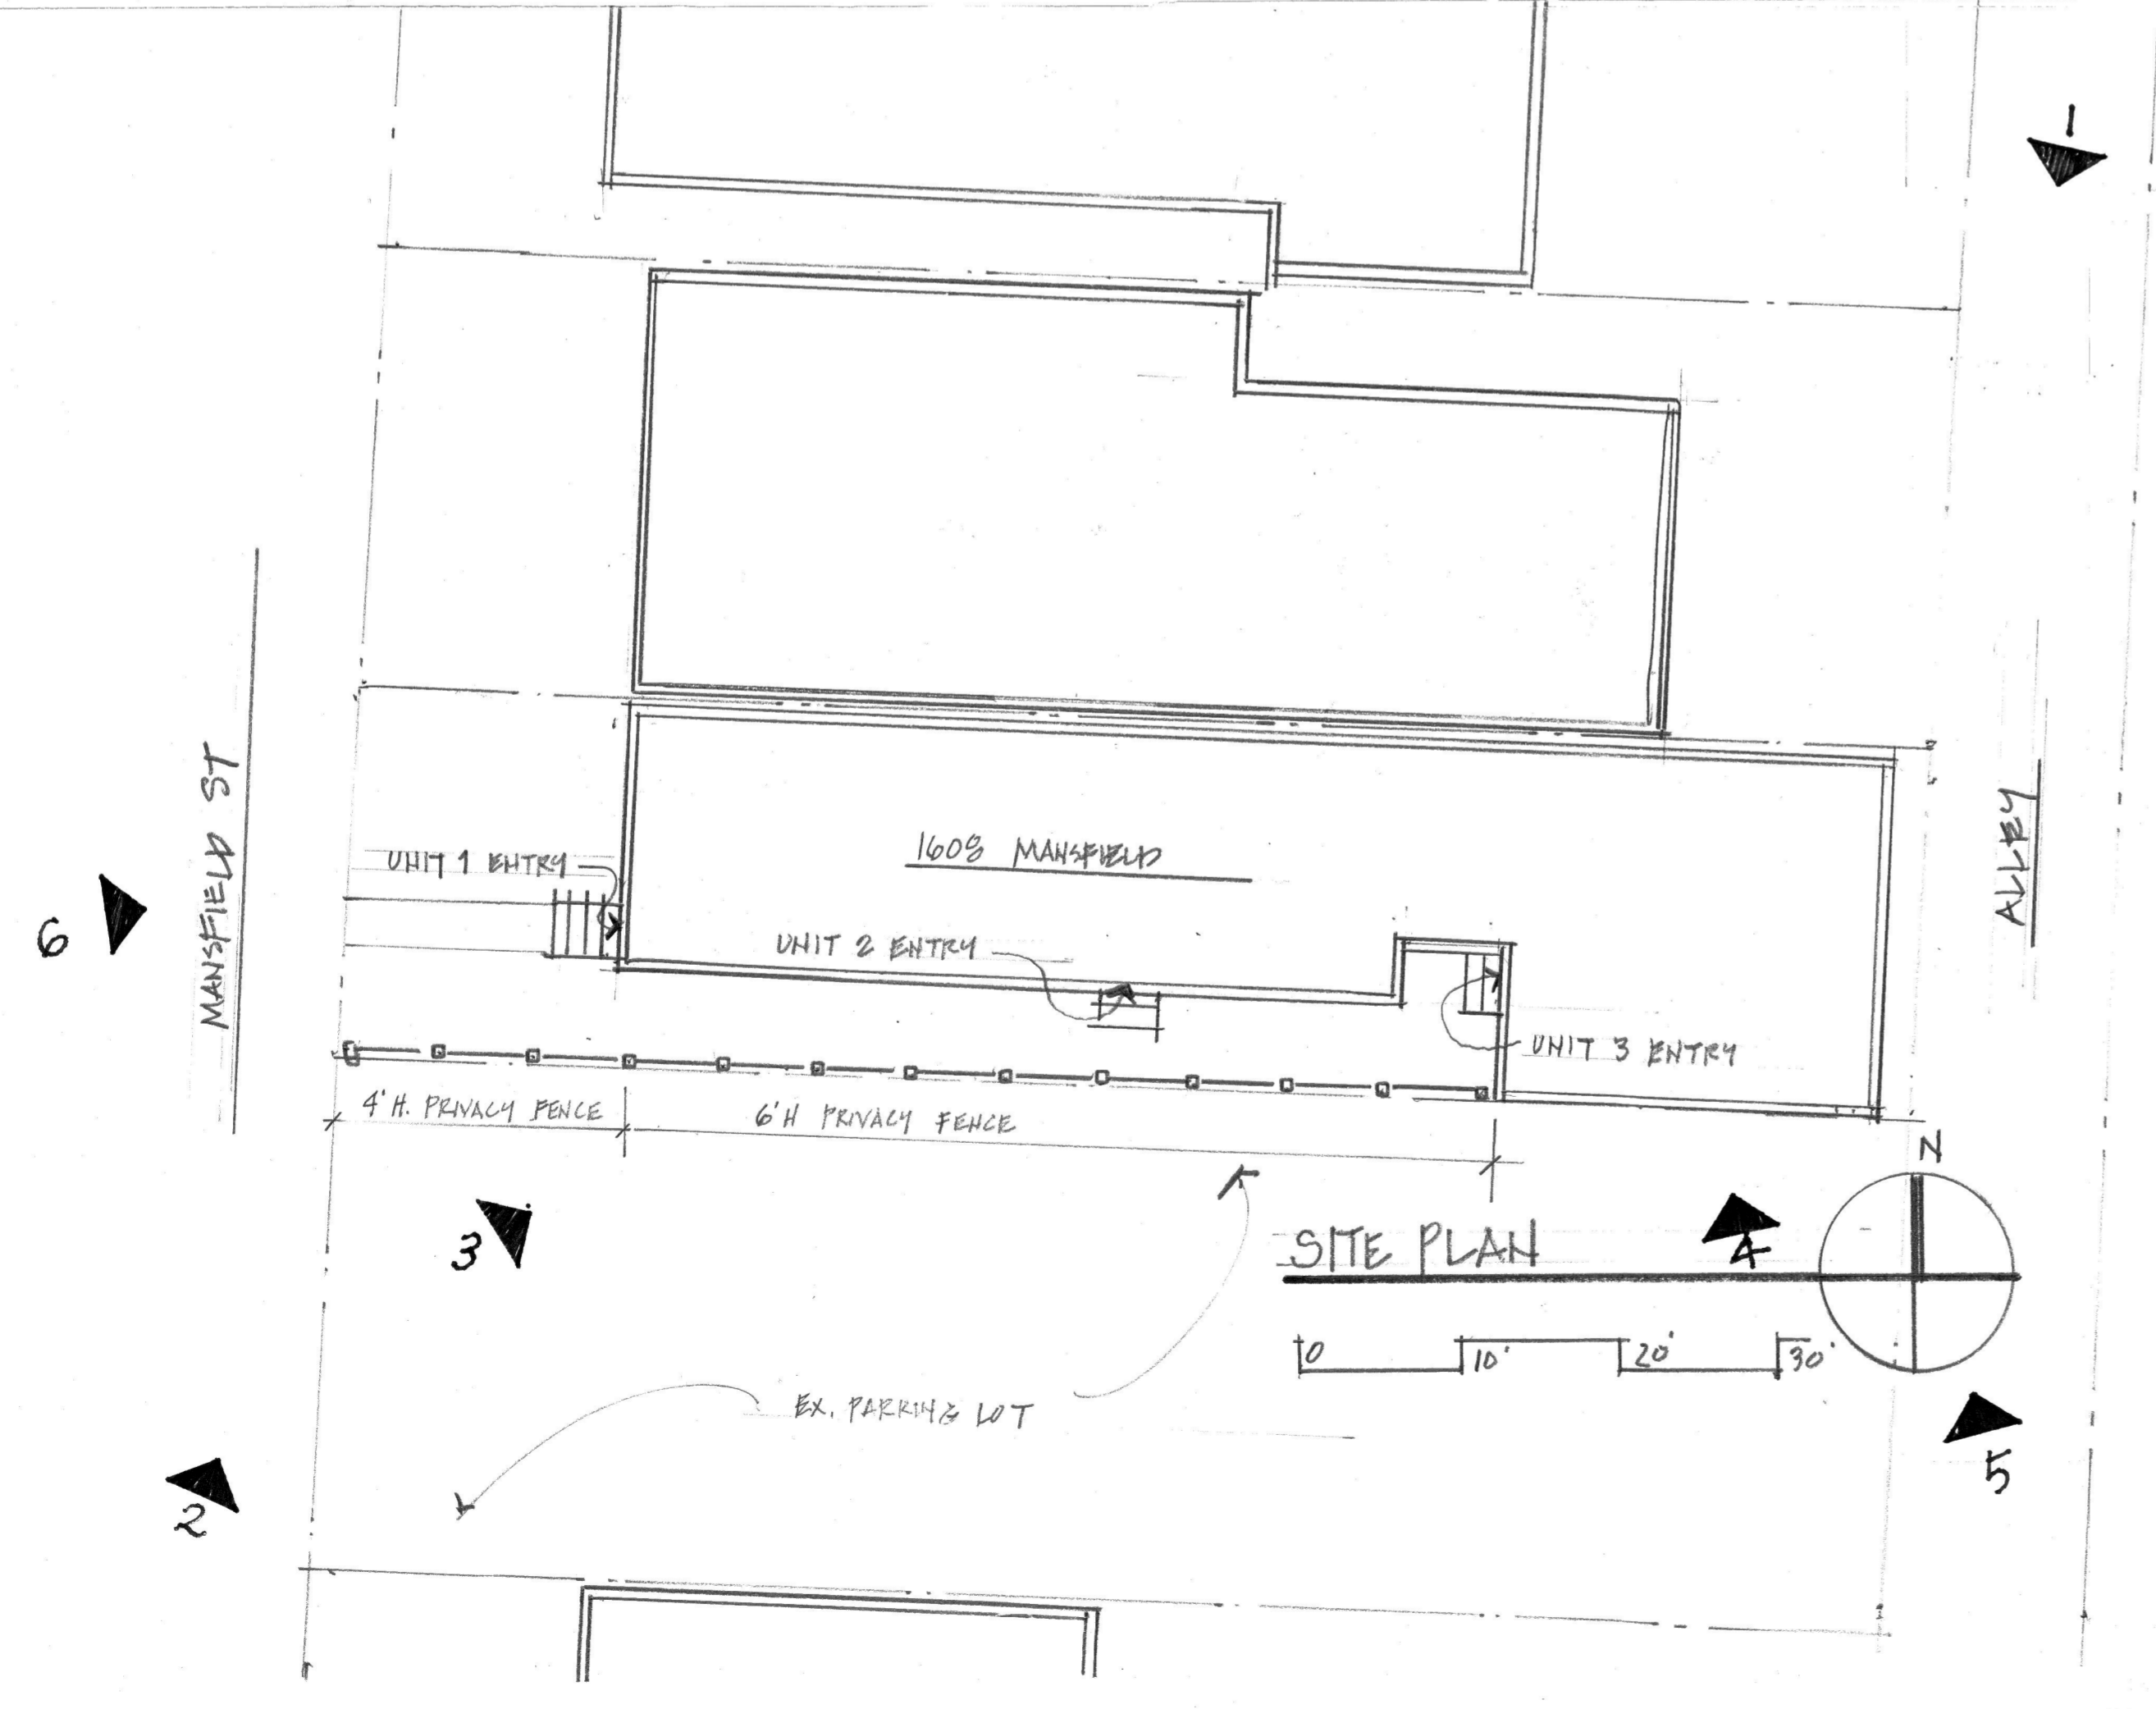 1
MANSFIELD ST
UNIT 1 ENTRY
1608 MANSFIELD
ALLEY
6
UNIT 2 ENTRY
UNIT 3 ENTRY
4' H. PRIVACY FENCE
6'H PRIVACY FENCE
N
3
SITE PLAN
4
0 10' 20' 30'
EX. PARKING LOT
5
2